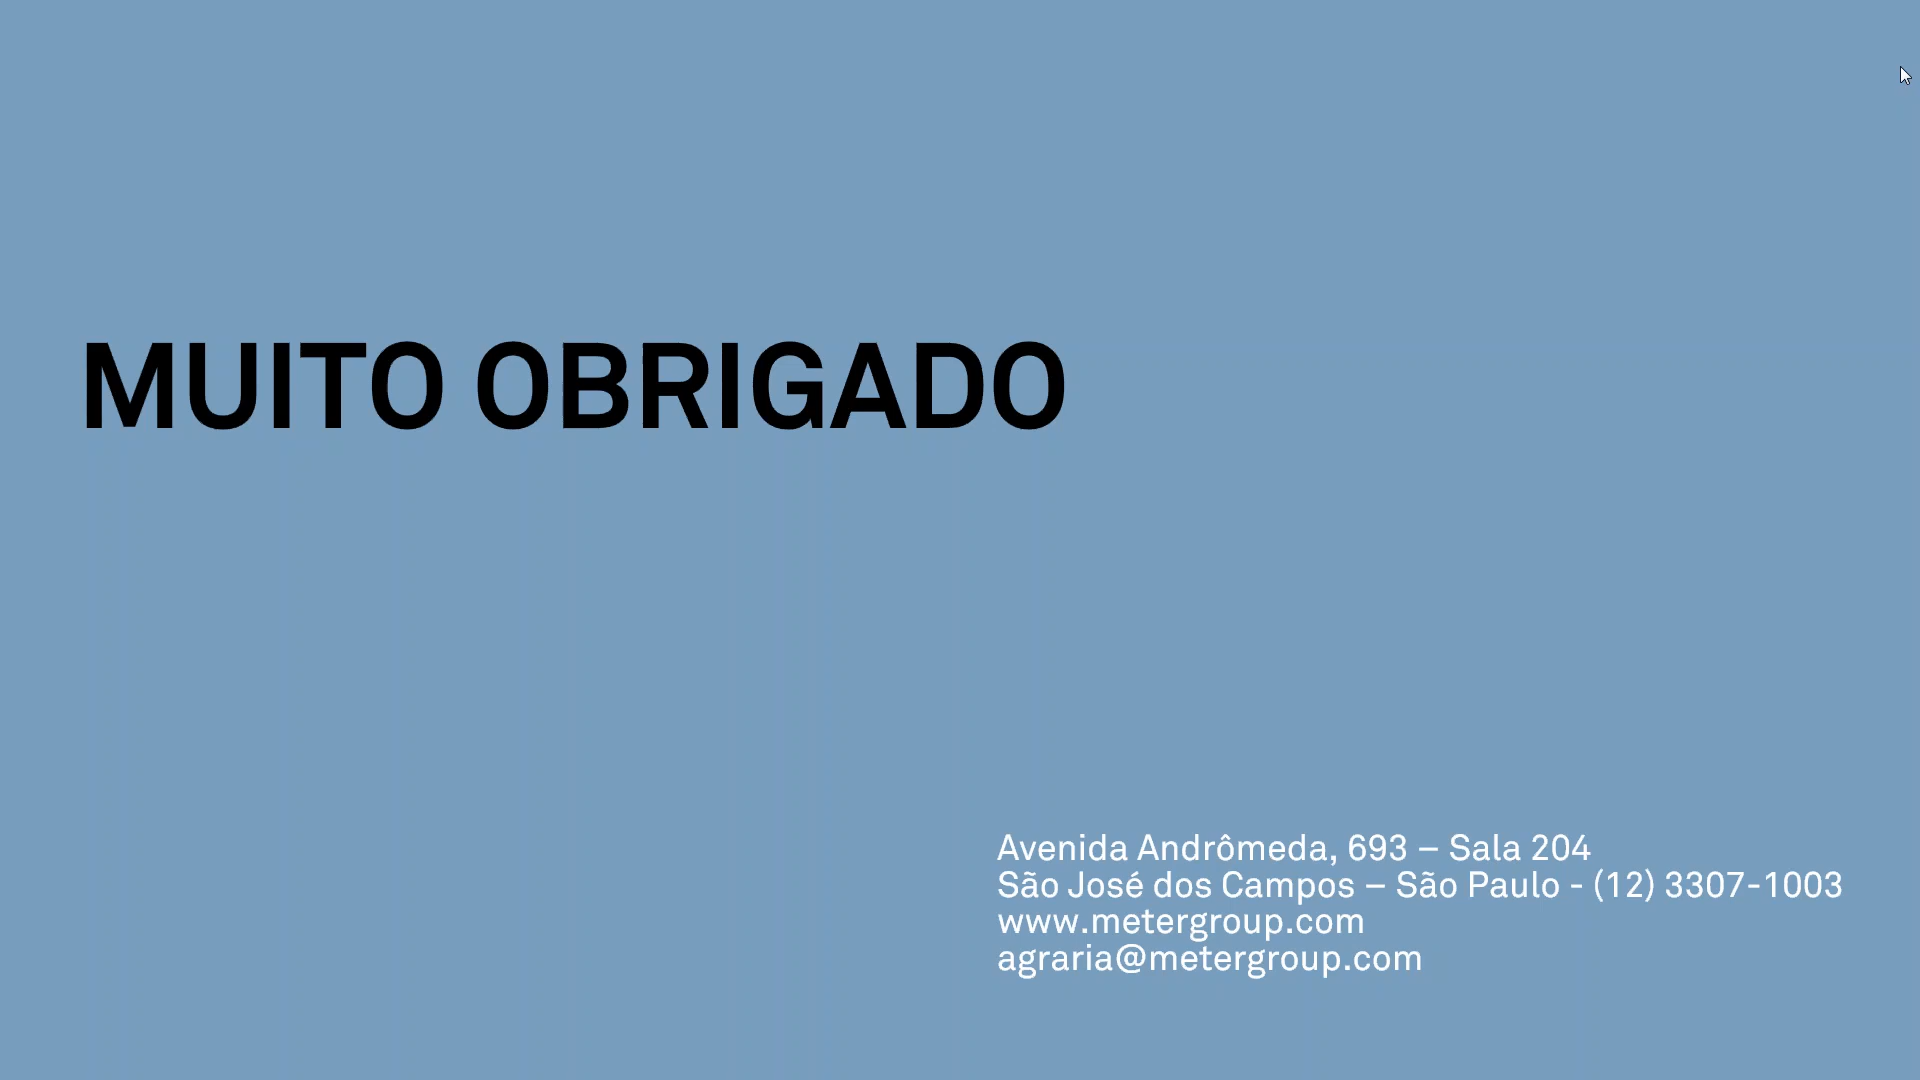 MUITO OBRIGADO
Avenida Andrômeda, 693 – Sala 204
São José dos Campos – São Paulo - (12) 3307-1003
www.metergroup.com
agraria@metergroup.com